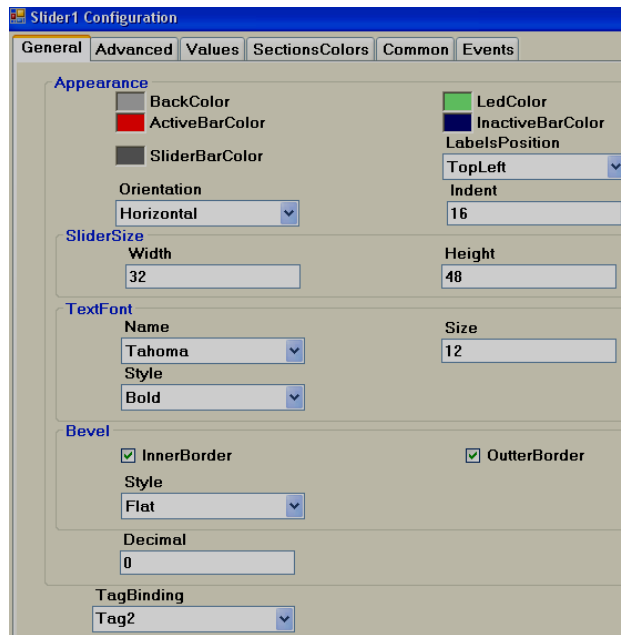 Slider1 Configuration
General Advanced Values SectionsColors Common Events
Appearance
BackColor LedColor
ActiveBarColor InactiveBarColor
SliderBarColor LabelsPosition
TopLeft
Orientation Indent
Horizontal 16
SliderSize
Width Height
32 48
TextFont
Name Size
Tahoma 12
Style
Bold
Bevel
InnerBorder OutterBorder
Style
Flat
Decimal
0
TagBinding
Tag2